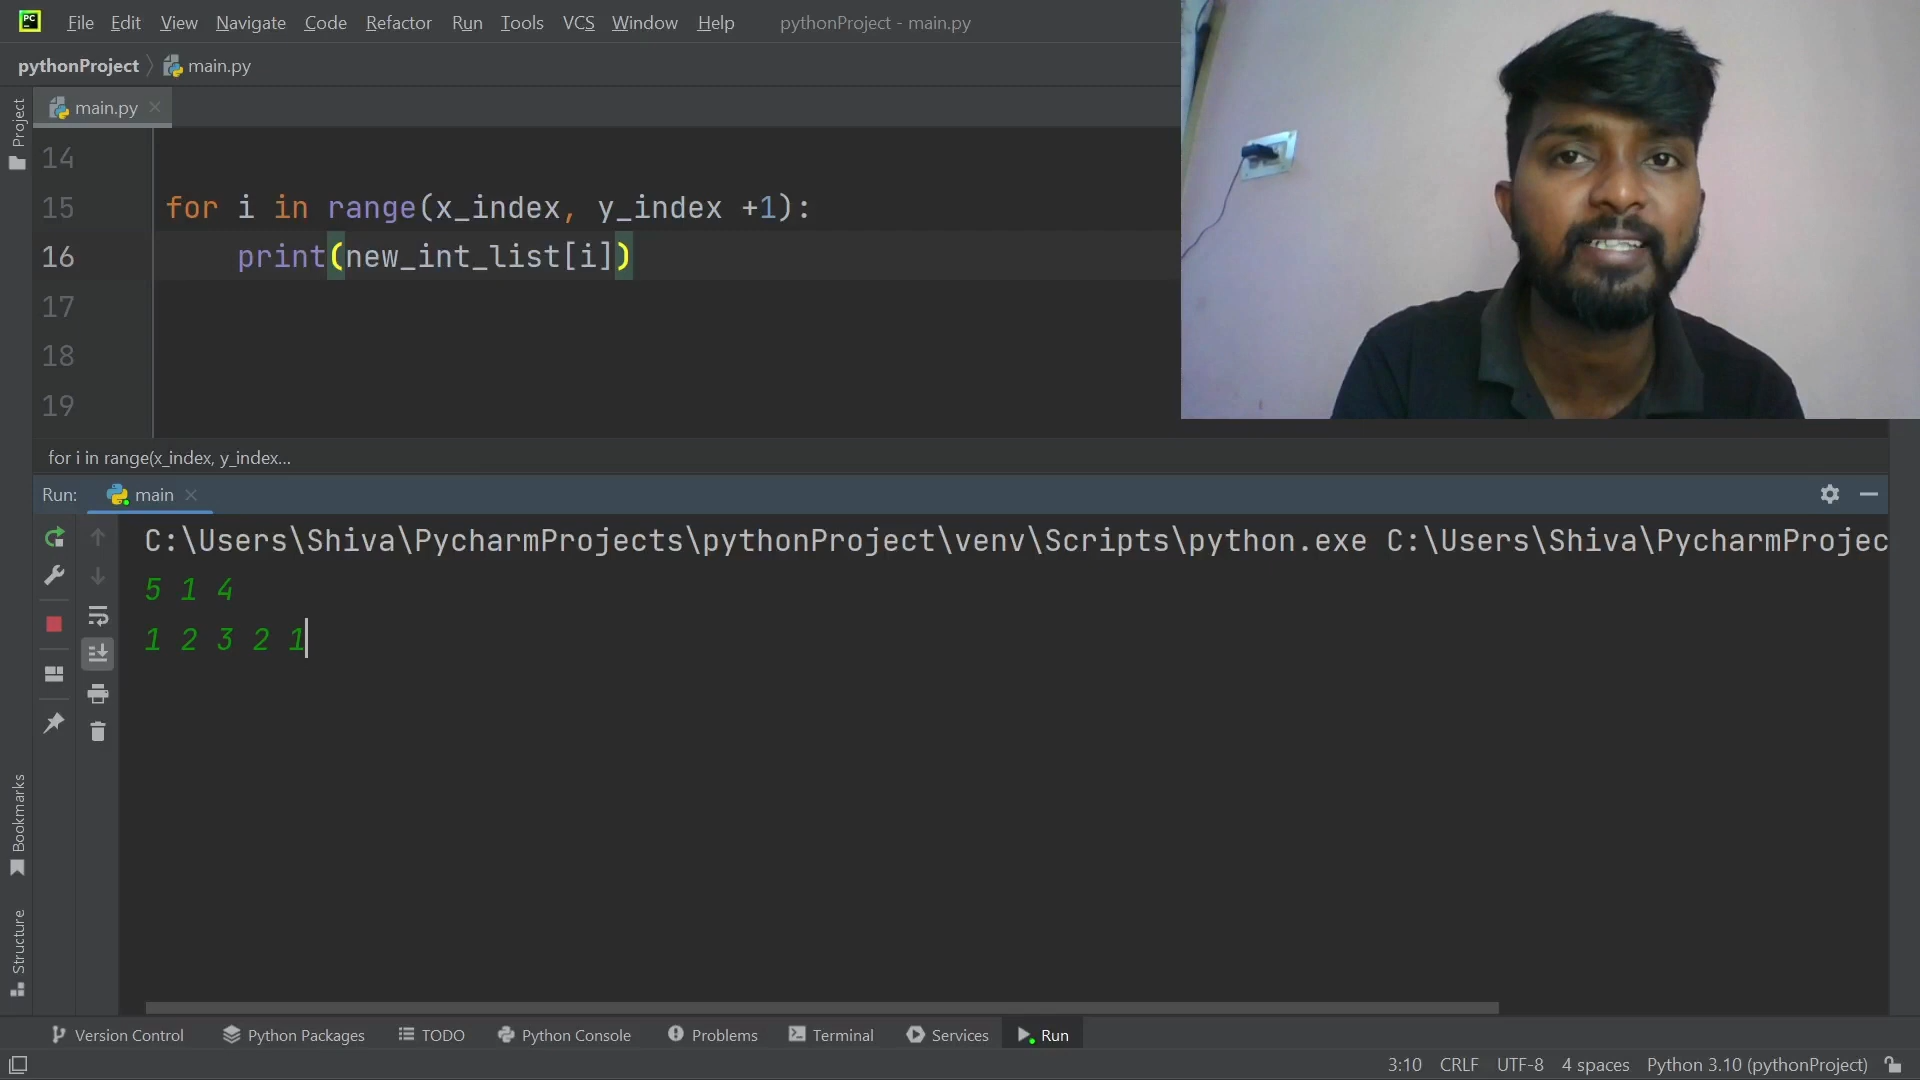 PC File Edit View Navigate Code Refactor Run Tools VCS Window Help pythonProject - main.py
pythonProject main.py
Project
main.py
14
15 for i in range(x_index, y_index +1):
16 print(new_int_list[i])
17
18
19
for i in range(x_index, y_index...
Run: main
C:\Users\Shiva\PycharmProjects\pythonProject\venv\Scripts\python.exe C:\Users\Shiva\PycharmProjec
5 1 4
1 2 3 2 1
Bookmarks
Structure
Version Control Python Packages TODO Python Console Problems Terminal Services Run
3:10 CRLF UTF-8 4 spaces Python 3.10 (pythonProject)